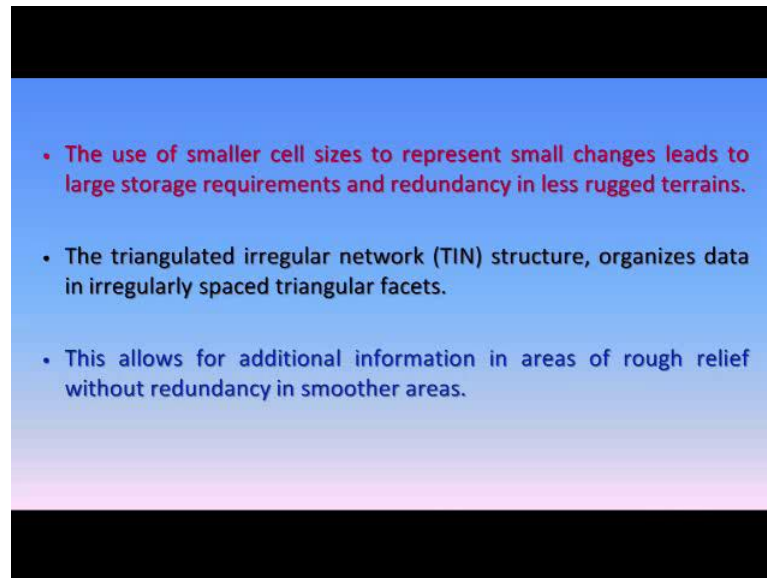 • The use of smaller cell sizes to represent small changes leads to
large storage requirements and redundancy in less rugged terrains.
• The triangulated irregular network (TIN) structure, organizes data
in irregularly spaced triangular facets.
• This allows for additional information in areas of rough relief
without redundancy in smoother areas.